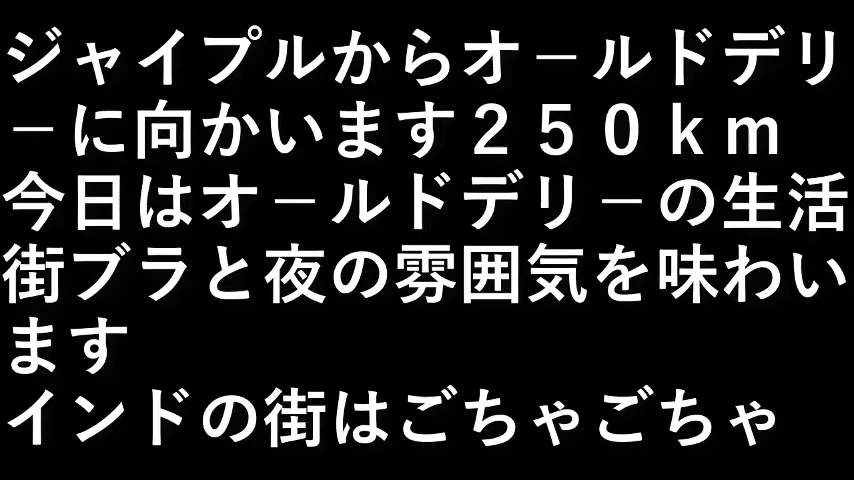 ジャイプルからオ－ルドデリ
－に向かいます２５０ｋｍ
今日はオ－ルドデリ－の生活
街ブラと夜の雰囲気を味わい
ます
インドの街はごちゃごちゃ